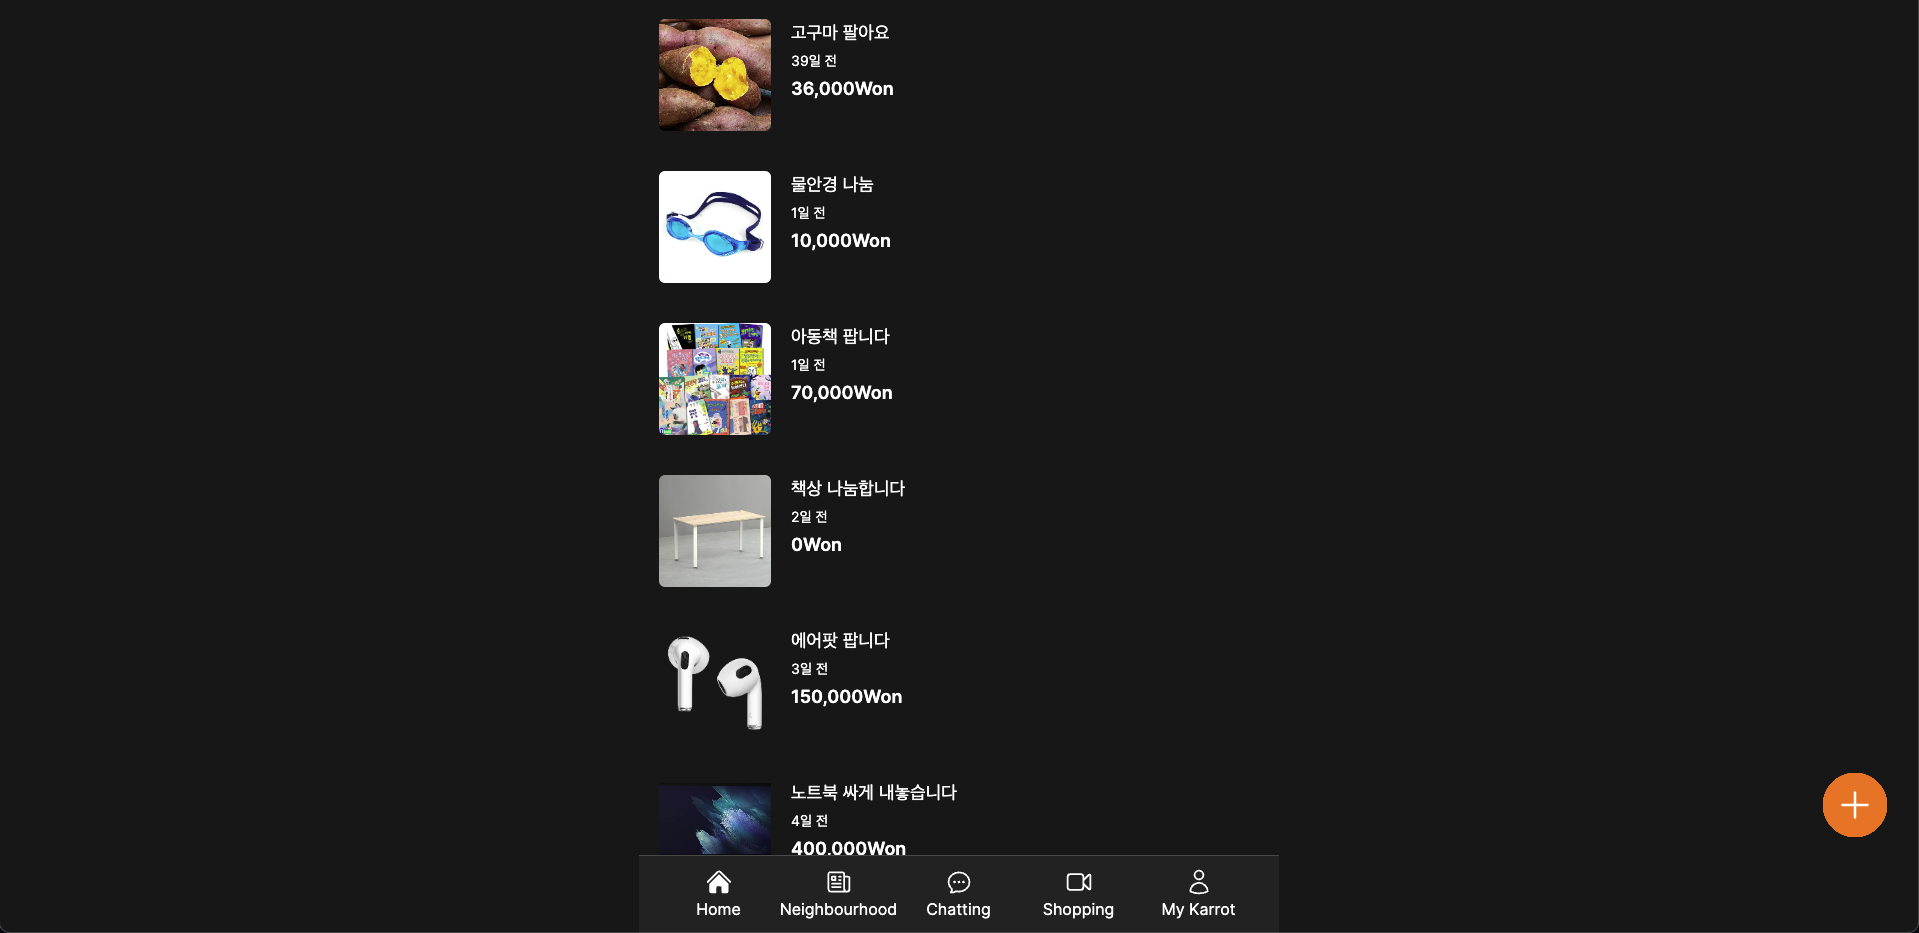 고구마 팔아요
39일 전
36,000Won
물안경 나눔
1일 전
10,000Won
아동책 팝니다
1일 전
70,000Won
책상 나눔합니다
2일 전
0Won
에어팟 팝니다
3일 전
150,000Won
노트북 싸게 내놓습니다
4일 전
400,000Won
Home
Neighbourhood
Chatting
Shopping
My Karrot